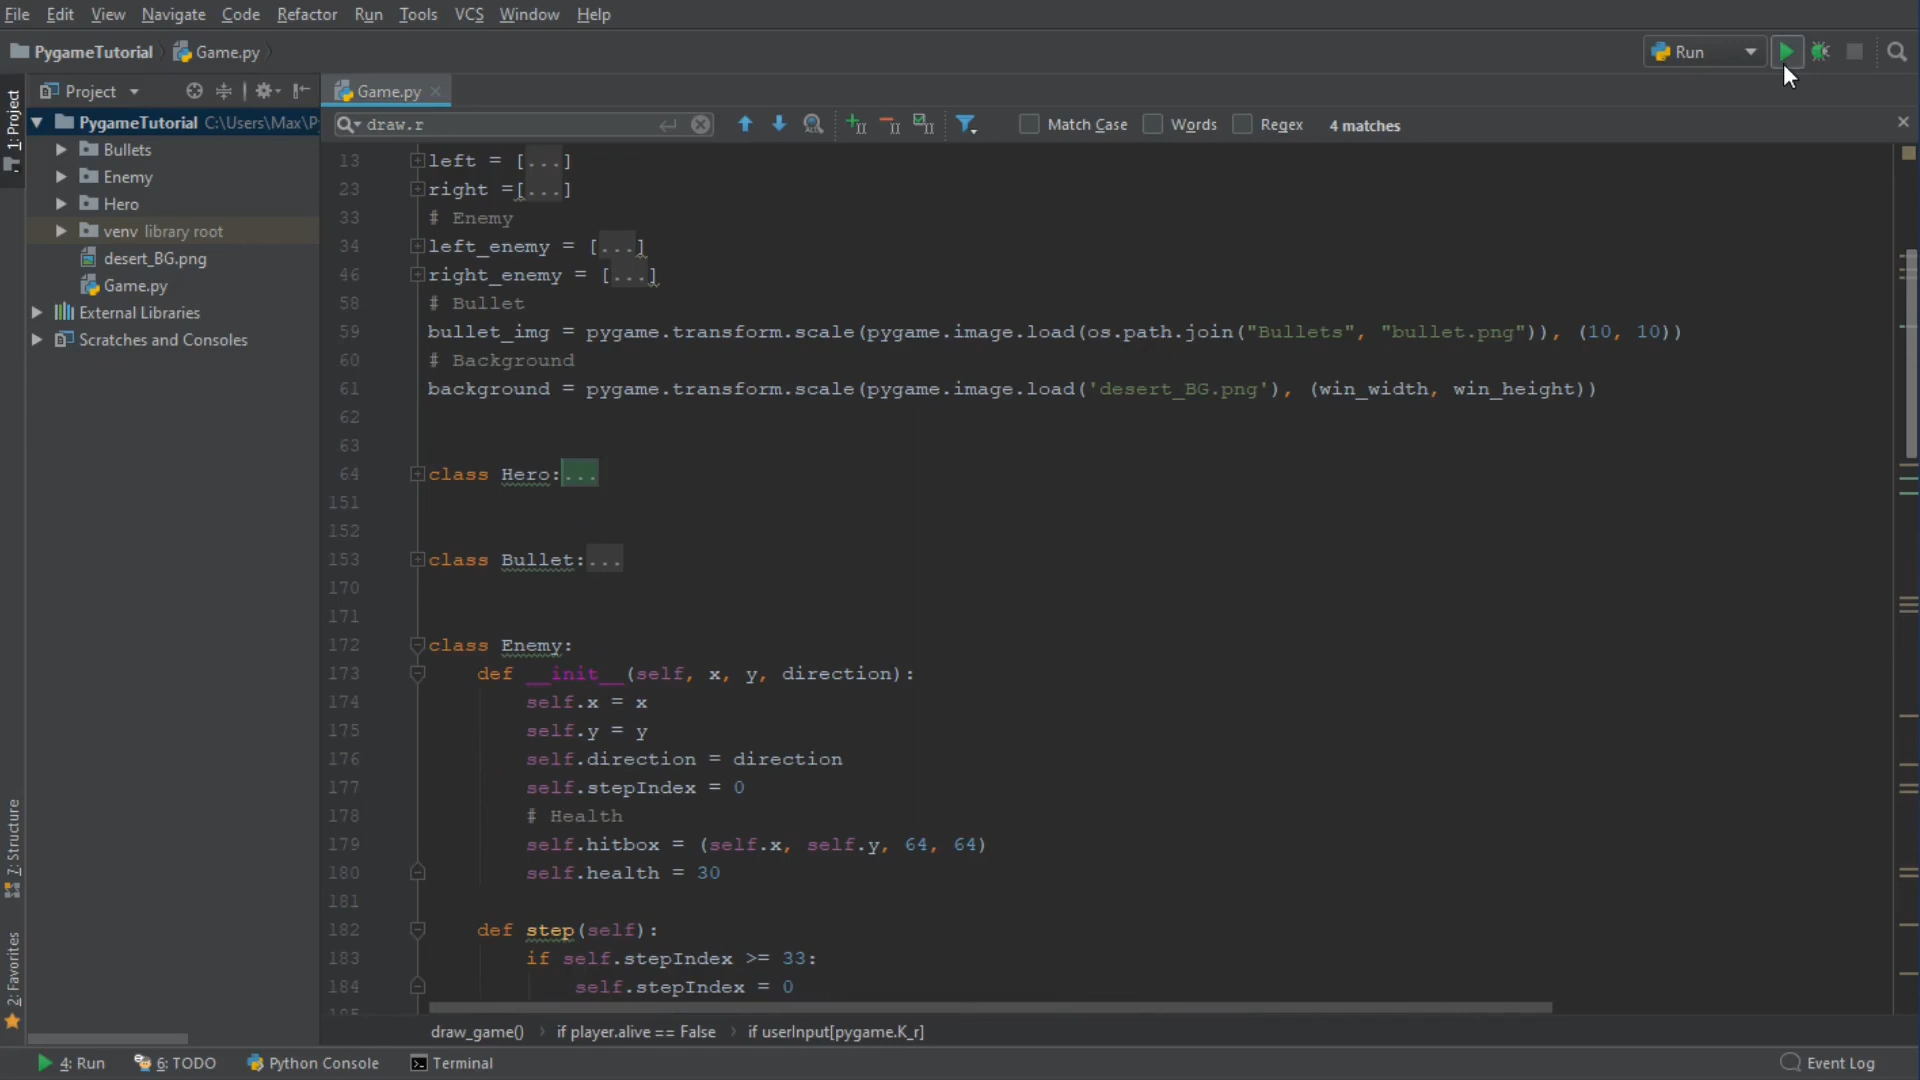 File Edit View Navigate Code Refactor Run Tools VCS Window Help
PygameTutorial Game.py
Run
Project
Game.py
1: Project
PygameTutorial C:\Users\Max\P
draw.r
Match Case Words Regex 4 matches
Bullets
Enemy
Hero
venv library root
desert_BG.png
Game.py
External Libraries
Scratches and Consoles
13 left = [...]
23 right =[...]
33 # Enemy
34 left_enemy = [...]
46 right_enemy = [...]
58 # Bullet
59 bullet_img = pygame.transform.scale(pygame.image.load(os.path.join("Bullets", "bullet.png")), (10, 10))
60 # Background
61 background = pygame.transform.scale(pygame.image.load('desert_BG.png'), (win_width, win_height))
62
63
64 class Hero:...
151
152
153 class Bullet:...
170
171
172 class Enemy:
173 def __init__(self, x, y, direction):
174 self.x = x
175 self.y = y
176 self.direction = direction
177 self.stepIndex = 0
178 # Health
179 self.hitbox = (self.x, self.y, 64, 64)
180 self.health = 30
181
182 def step(self):
183 if self.stepIndex >= 33:
184 self.stepIndex = 0
7: Structure
2: Favorites
draw_game() if player.alive == False if userInput[pygame.K_r]
4: Run 6: TODO Python Console Terminal Event Log